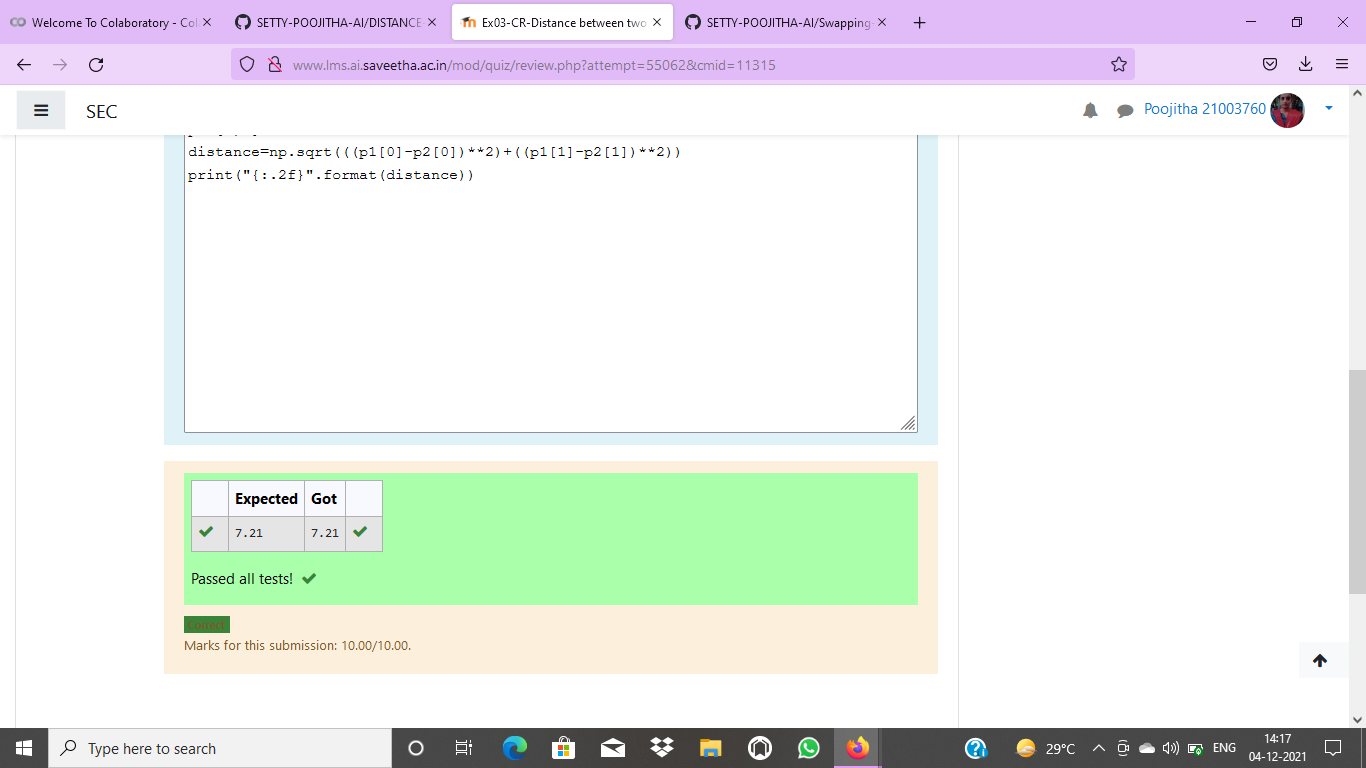 Welcome To Colaboratory - Col
SETTY-POOJITHA-AI/DISTANCE-
Ex03-CR-Distance between two
SETTY-POOJITHA-AI/Swapping-
www.lms.ai.saveetha.ac.in/mod/quiz/review.php?attempt=55062&cmid=11315
SEC
Poojitha 21003760
distance=np.sqrt(((p1[0]-p2[0])**2)+((p1[1]-p2[1])**2))
print("{:.2f}".format(distance))
Expected Got
7.21 7.21
Passed all tests!
Correct
Marks for this submission: 10.00/10.00.
Type here to search
29°C
ENG
14:17
04-12-2021